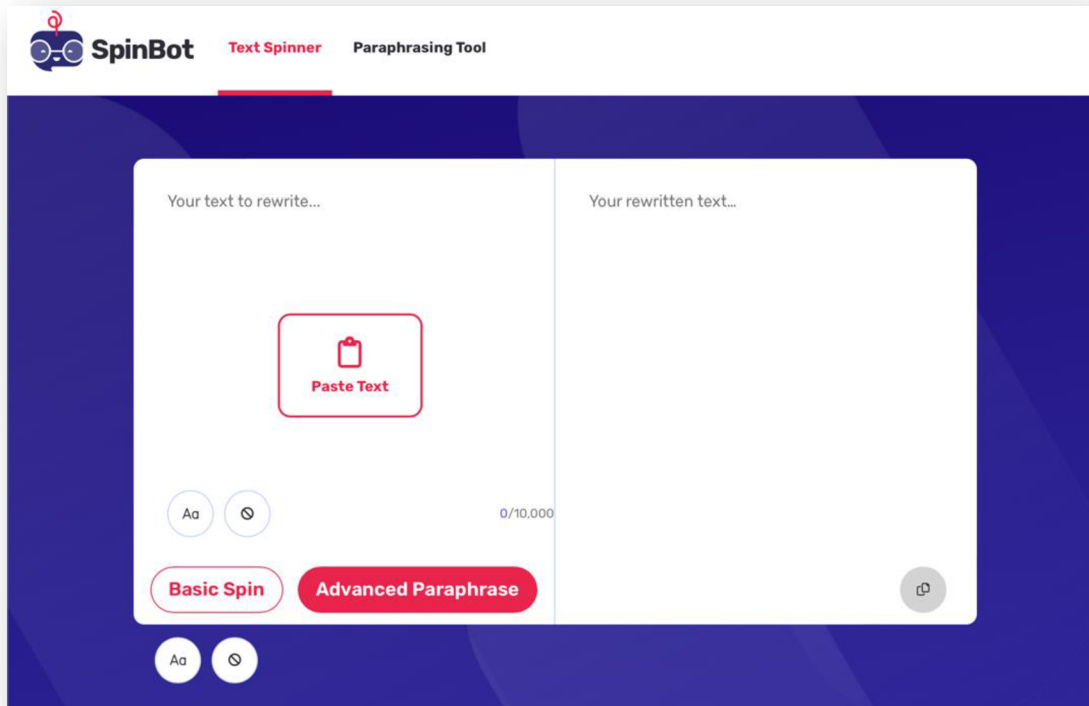 SpinBot Text Spinner Paraphrasing Tool
Your text to rewrite...
Your rewritten text...
Paste Text
Aa
0/10,000
Basic Spin Advanced Paraphrase
Aa